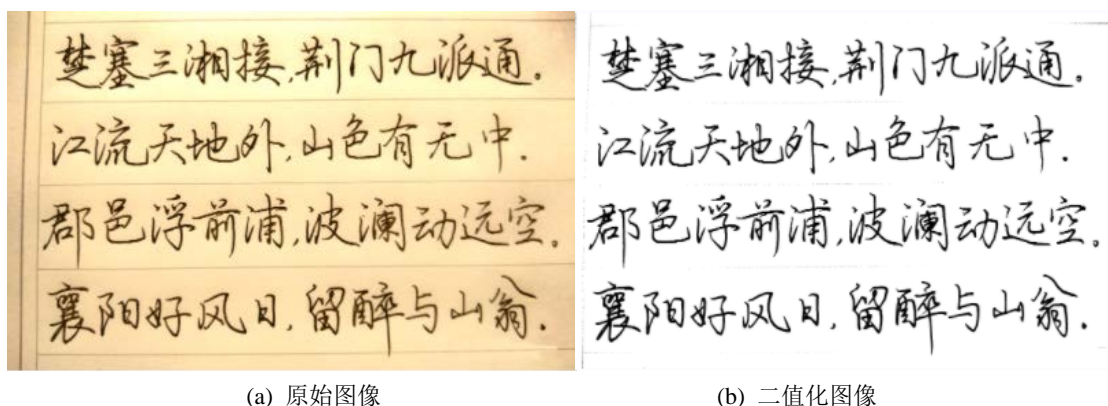 楚塞三湘接,荆门九派通。
江流天地外,山色有无中.
郡邑浮前浦,波澜动远空。
襄阳好风日,留醉与山翁.
(a) 原始图像
楚塞三湘接,荆门九派通。
江流天地外,山色有无中.
郡邑浮前浦,波澜动远空。
襄阳好风日,留醉与山翁.
(b) 二值化图像